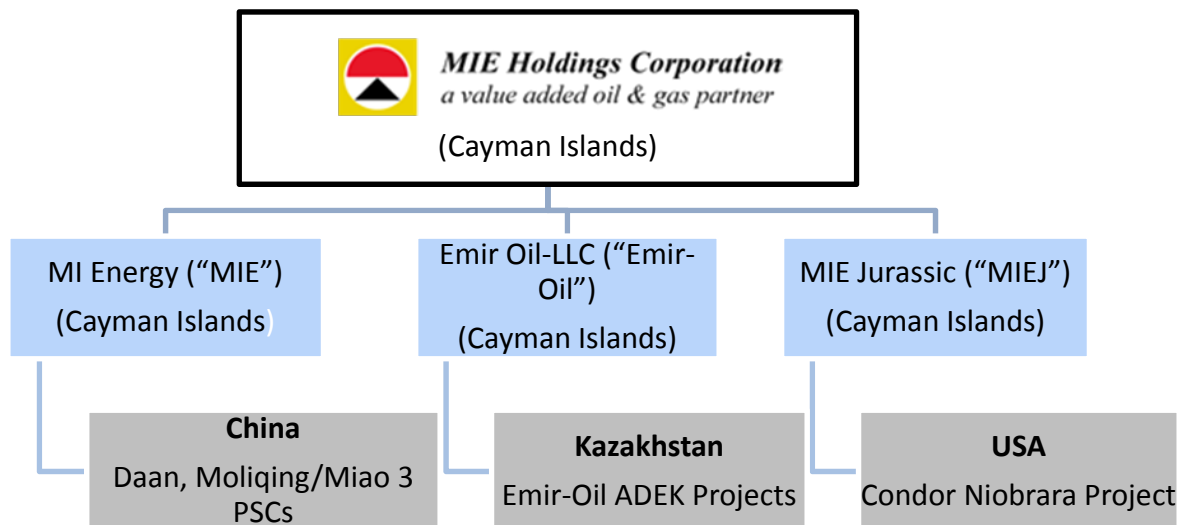 MIE Holdings Corporation
a value added oil & gas partner
(Cayman Islands)
MI Energy (“MIE”)
(Cayman Islands)
Emir Oil-LLC (“Emir-
Oil”)
(Cayman Islands)
MIE Jurassic (“MIEJ”)
(Cayman Islands)
China
Daan, Moliqing/Miao 3
PSCs
Kazakhstan
Emir-Oil ADEK Projects
USA
Condor Niobrara Project